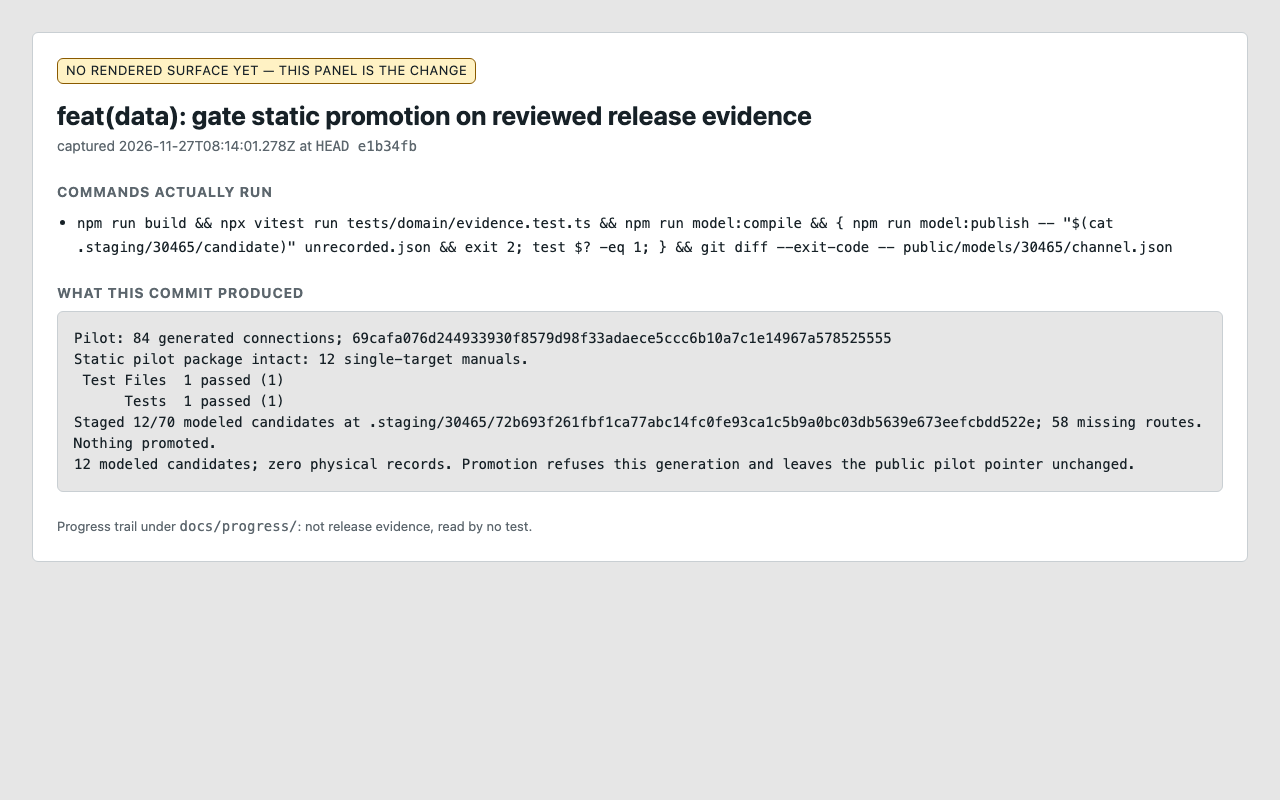 NO RENDERED SURFACE YET — THIS PANEL IS THE CHANGE
feat(data): gate static promotion on reviewed release evidence
captured 2026-11-27T08:14:01.278Z at HEAD e1b34fb
COMMANDS ACTUALLY RUN
• npm run build && npx vitest run tests/domain/evidence.test.ts && npm run model:compile && { npm run model:publish -- "$(cat
.staging/30465/candidate)" unrecorded.json && exit 2; test $? -eq 1; } && git diff --exit-code -- public/models/30465/channel.json
WHAT THIS COMMIT PRODUCED
Pilot: 84 generated connections; 69cafa076d244933930f8579d98f33adaece5ccc6b10a7c1e14967a578525555
Static pilot package intact: 12 single-target manuals.
Test Files  1 passed (1)
Tests  1 passed (1)
Staged 12/70 modeled candidates at .staging/30465/72b693f261fbf1ca77abc14fc0fe93ca1c5b9a0bc03db5639e673eefcbdd522e; 58 missing routes.
Nothing promoted.
12 modeled candidates; zero physical records. Promotion refuses this generation and leaves the public pilot pointer unchanged.
Progress trail under docs/progress/: not release evidence, read by no test.